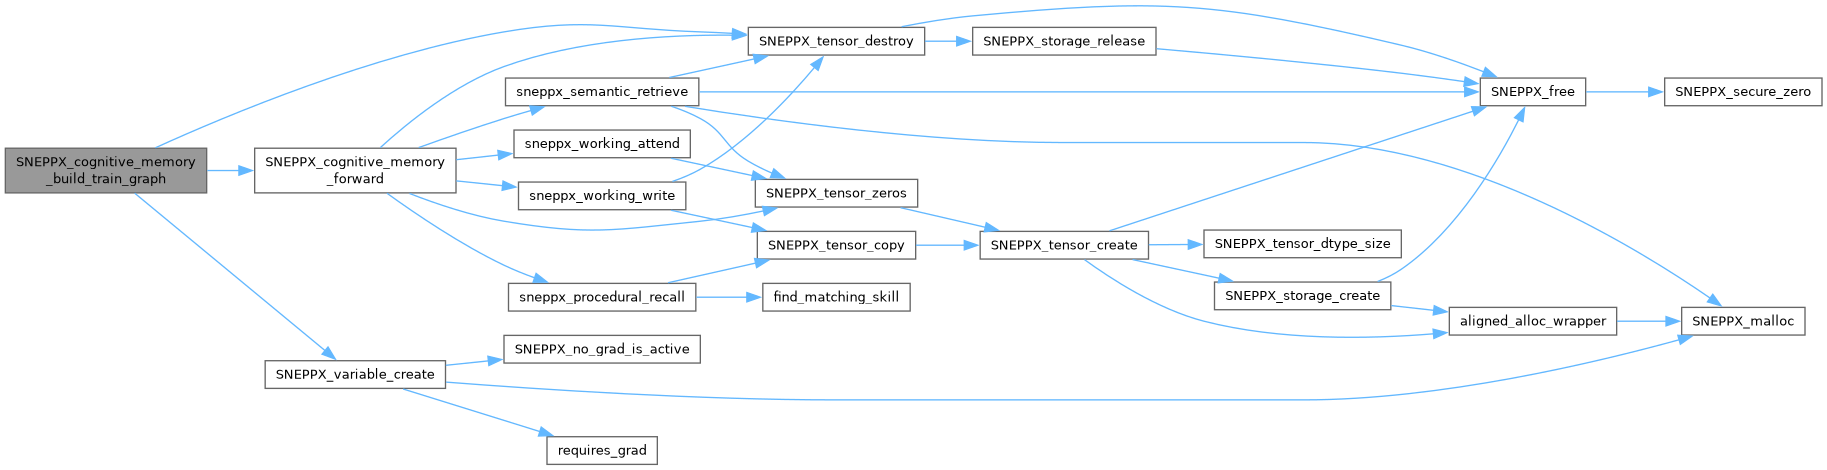 SNEPPX_cognitive_memory
_build_train_graph
SNEPPX_cognitive_memory
_forward
SNEPPX_variable_create
sneppx_semantic_retrieve
sneppx_working_attend
sneppx_working_write
sneppx_procedural_recall
SNEPPX_no_grad_is_active
requires_grad
SNEPPX_tensor_destroy
SNEPPX_tensor_zeros
SNEPPX_tensor_copy
find_matching_skill
SNEPPX_storage_release
SNEPPX_tensor_create
SNEPPX_tensor_dtype_size
SNEPPX_storage_create
SNEPPX_free
aligned_alloc_wrapper
SNEPPX_secure_zero
SNEPPX_malloc